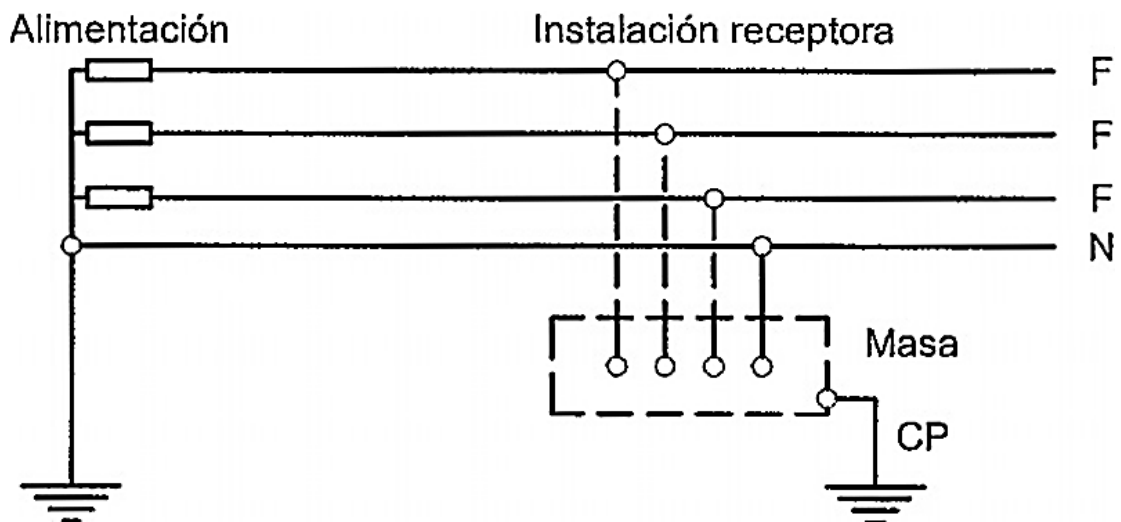 Alimentación
Instalación receptora
F
F
F
N
Masa
CP